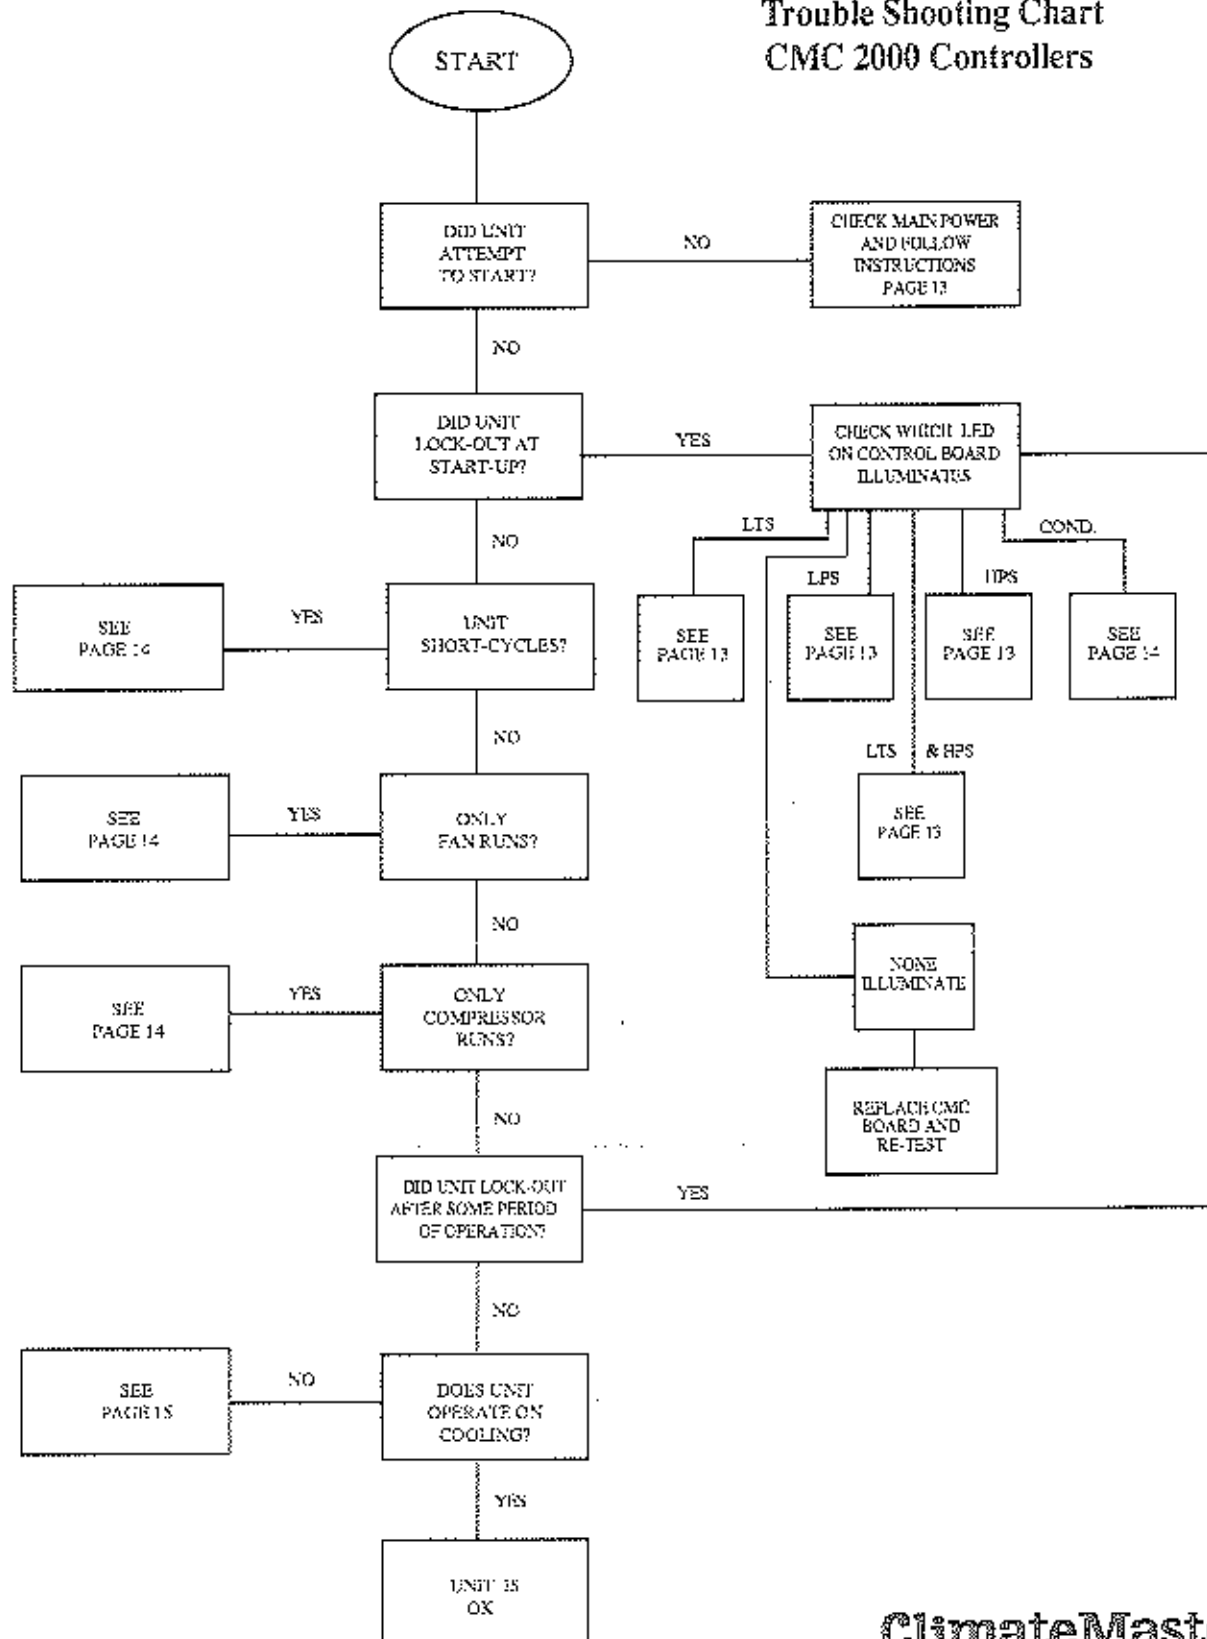 Trouble Shooting Chart
CMC 2000 Controllers
START
DID UNIT
ATTEMPT
TO START?
NO
CHECK MAIN POWER
AND FOLLOW
INSTRUCTIONS
PAGE 13
NO
DID UNIT
LOCK-OUT AT
START-UP?
YES
CHECK WHICH LED
ON CONTROL BOARD
ILLUMINATES
NO
LTS
COND.
LPS
HPS
SEE
PAGE 14
YES
UNIT
SHORT-CYCLES?
SEE
PAGE 13
SEE
PAGE 13
SEE
PAGE 13
SEE
PAGE 14
NO
LTS & HPS
SEE
PAGE 14
YES
ONLY
FAN RUNS?
SEE
PAGE 13
NO
SEE
PAGE 14
YES
ONLY
COMPRESSOR
RUNS?
NONE
ILLUMINATE
NO
REPLACE CMC
BOARD AND
RE-TEST
DID UNIT LOCK-OUT
AFTER SOME PERIOD
OF OPERATION?
YES
NO
SEE
PAGE 15
NO
DOES UNIT
OPERATE ON
COOLING?
YES
UNIT IS
OK
ClimateMast